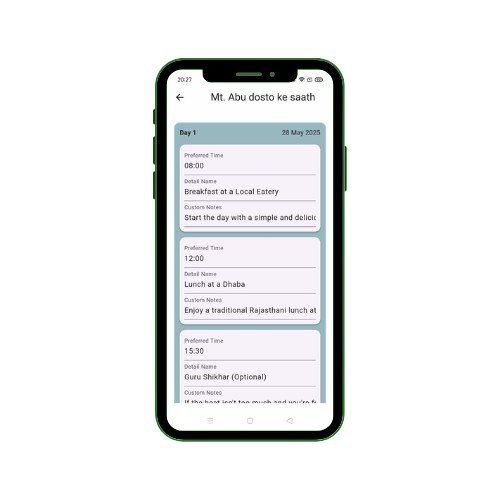 20:27
Mt. Abu dosto ke saath
Day 1 28 May 2025
Preferred Time
08:00
Detail Name
Breakfast at a Local Eatery
Custom Notes
Start the day with a simple and delicic
Preferred Time
12:00
Detail Name
Lunch at a Dhaba
Custom Notes
Enjoy a traditional Rajasthani lunch at
Preferred Time
15:30
Detail Name
Guru Shikhar (Optional)
Custom Notes
If the heat isn't too much and you're f